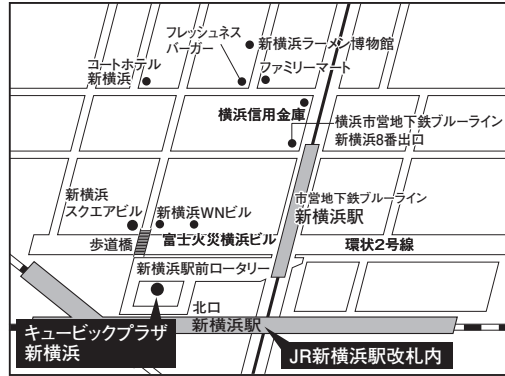 フレッシュネス
バーガー
新横浜ラーメン博物館
コートホテル
新横浜
ファミリーマート
横浜信用金庫
横浜市営地下鉄ブルーライン
新横浜8番出口
新横浜
スクエアビル
新横浜WNビル
市営地下鉄ブルーライン
新横浜駅
歩道橋
富士火災横浜ビル
環状2号線
新横浜駅前ロータリー
北口
新横浜駅
キュービックプラザ
新横浜
JR新横浜駅改札内